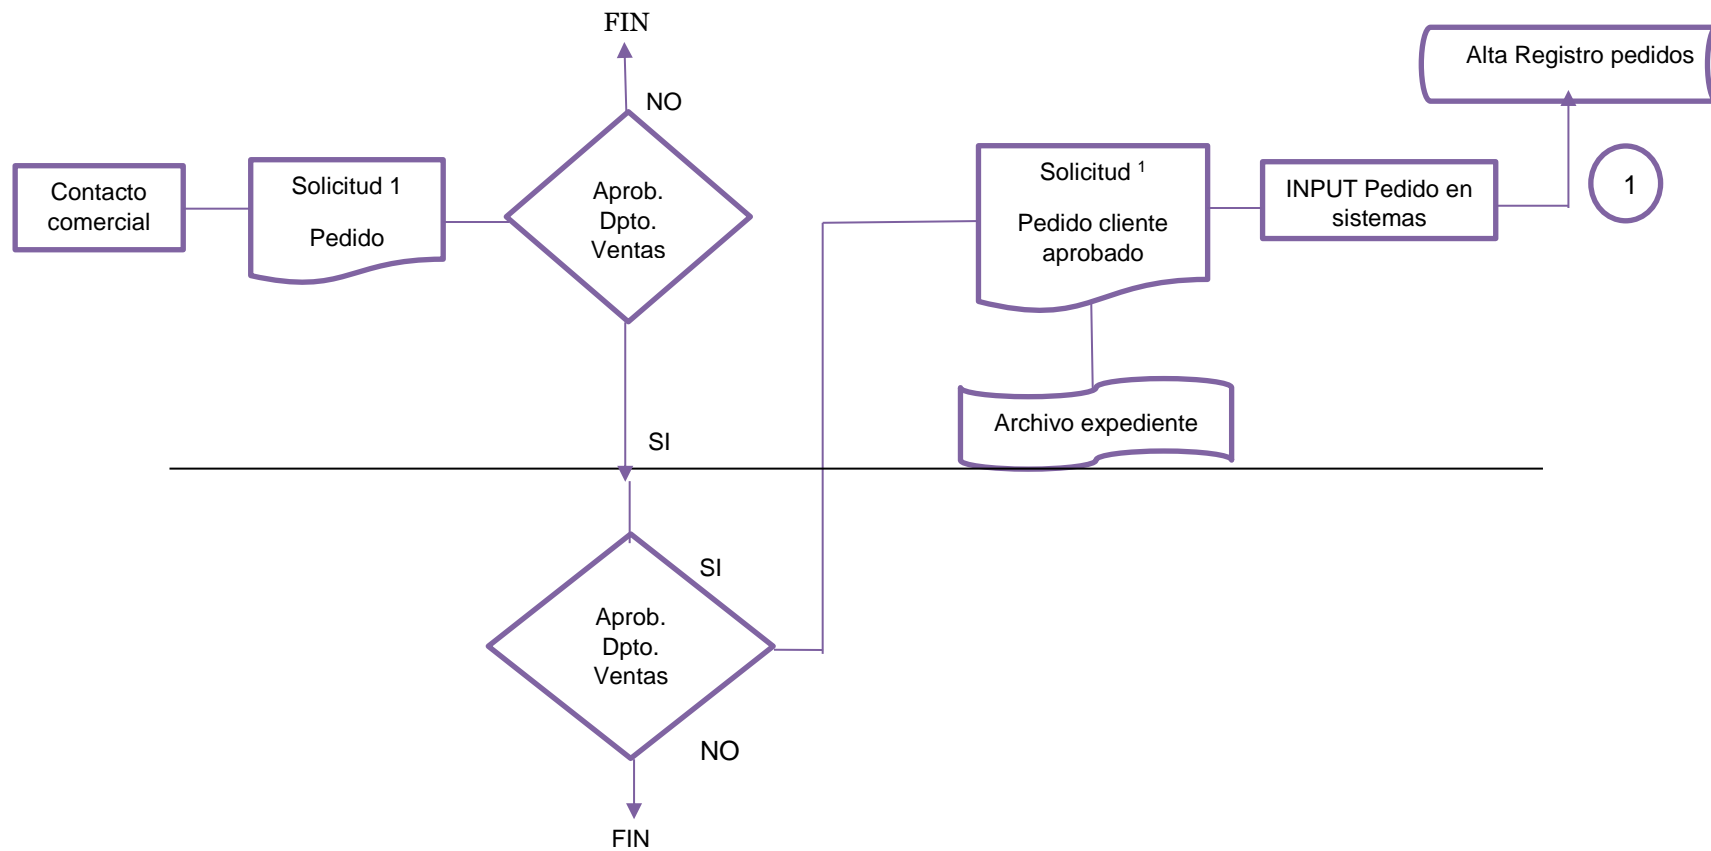 FIN
NO
Contacto
comercial
Solicitud 1
Pedido
Aprob.
Dpto.
Ventas
SI
Solicitud ¹
Pedido cliente
aprobado
Archivo expediente
INPUT Pedido en
sistemas
Alta Registro pedidos
1
SI
Aprob.
Dpto.
Ventas
NO
FIN